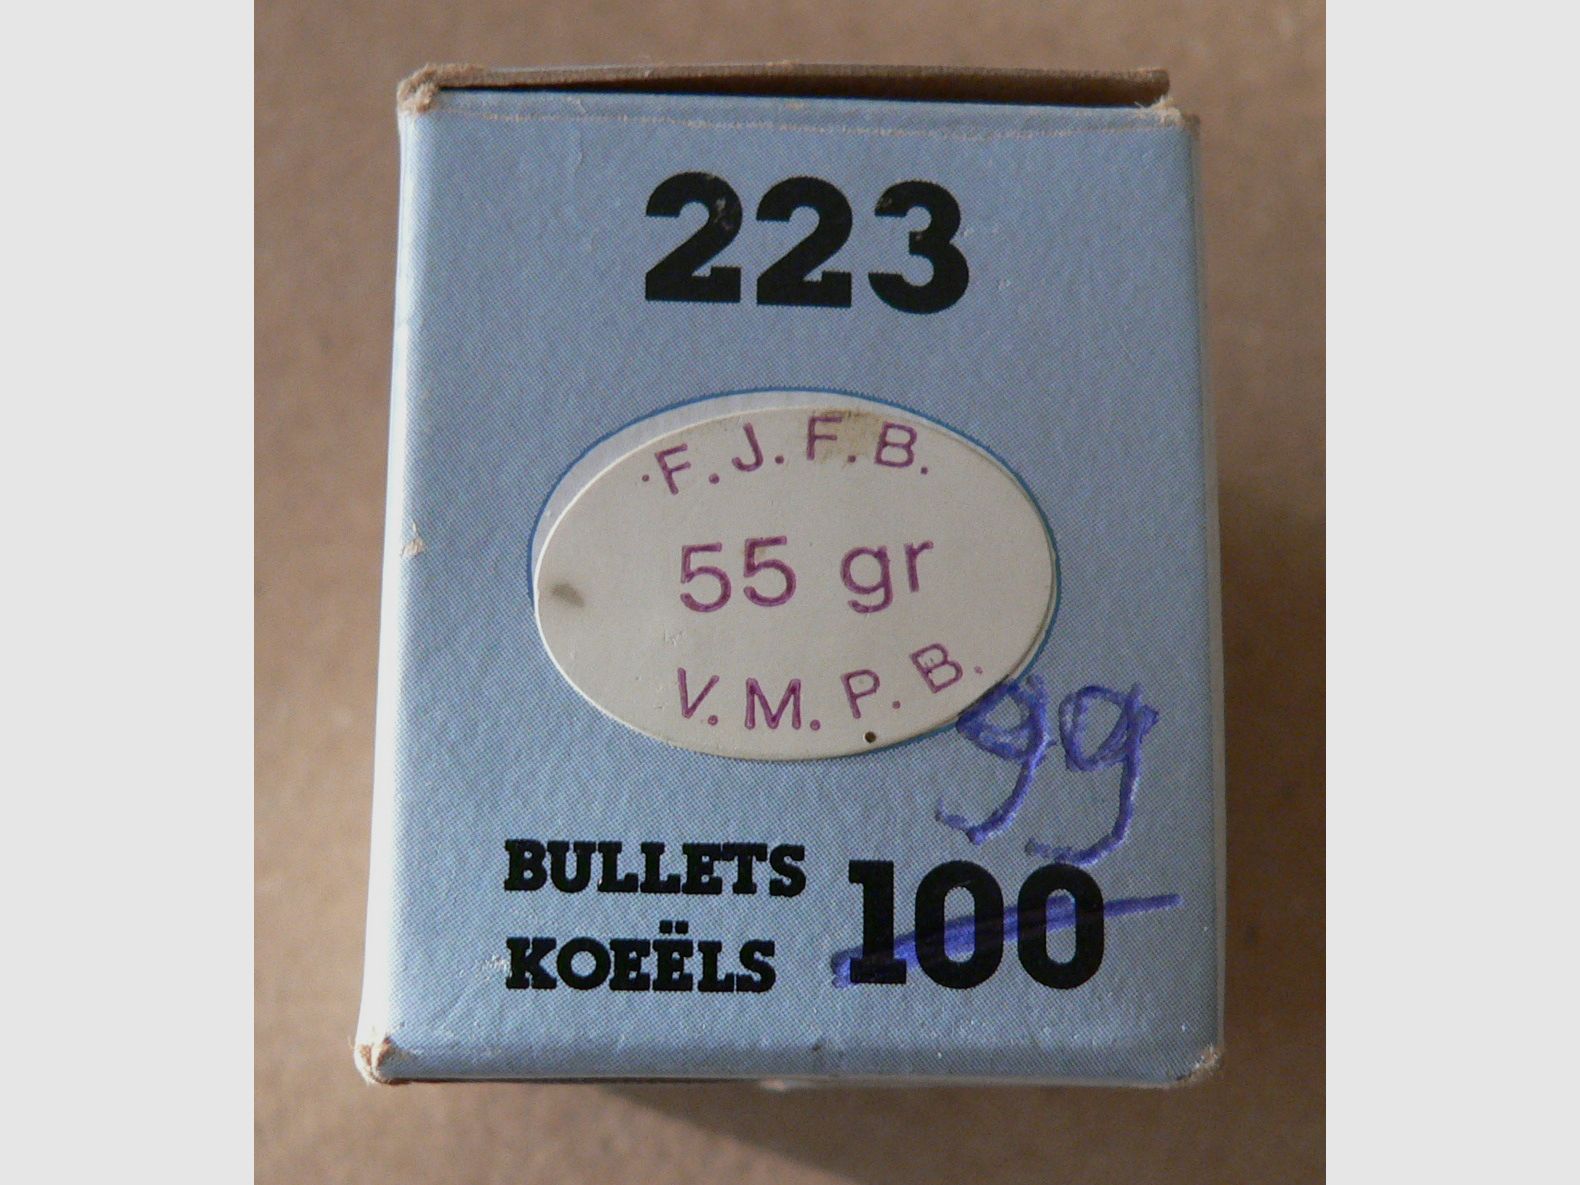 223
.F.J.F.B.
55 gr
V.M.P.B.
99
BULLETS 100
KOEËLS